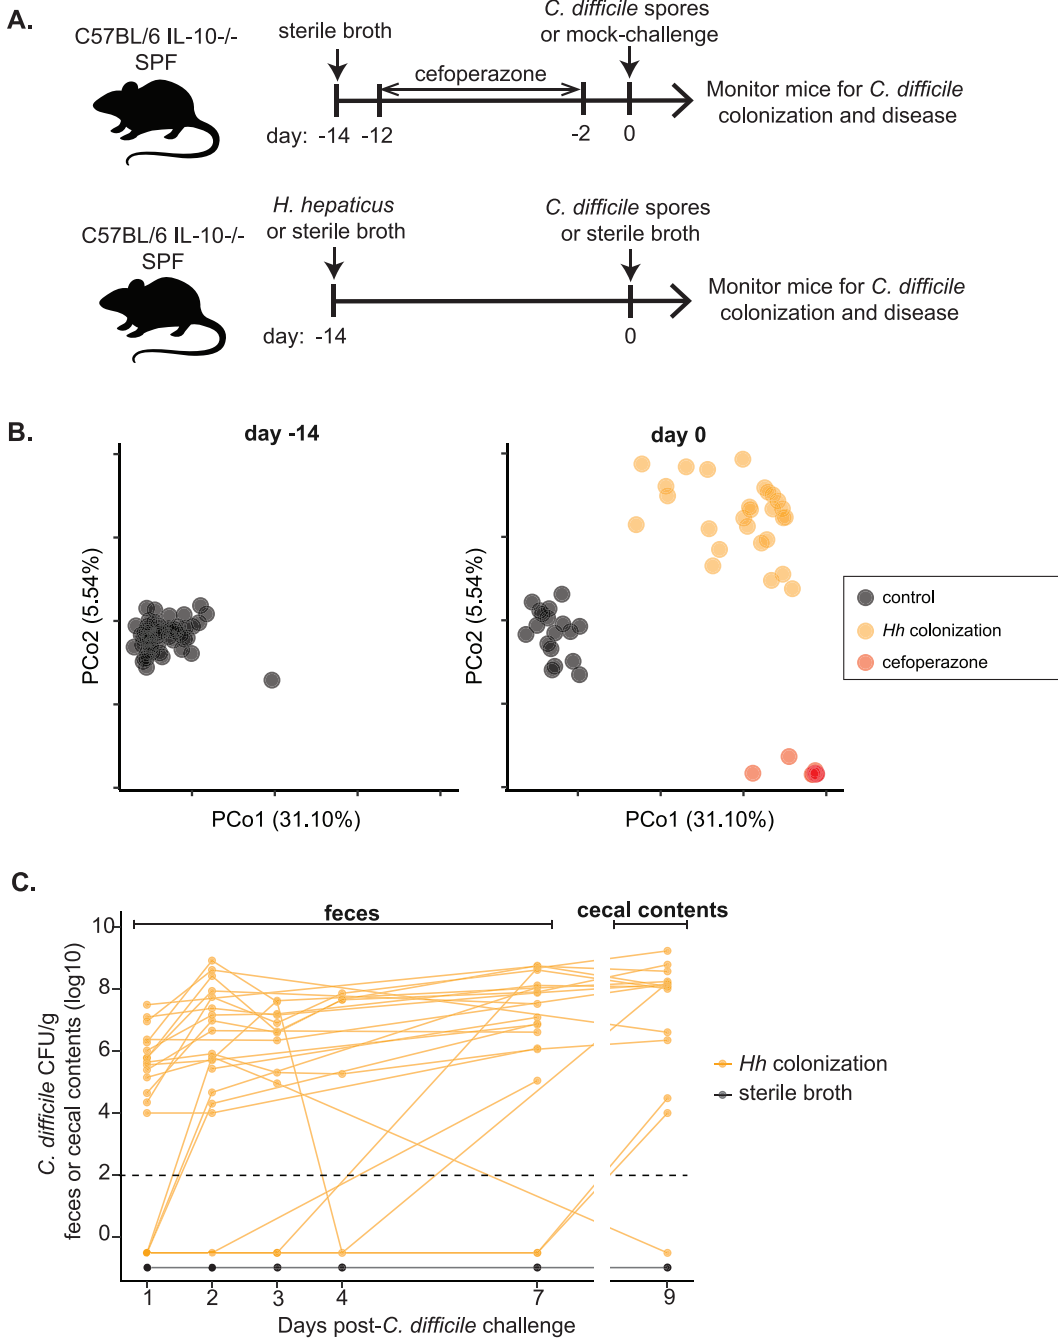 A.
C57BL/6 IL-10-/-
SPF
sterile broth
cefoperazone
C. difficile spores
or mock-challenge
day: -14 -12 -2 0
Monitor mice for C. difficile
colonization and disease
C57BL/6 IL-10-/-
SPF
H. hepaticus
or sterile broth
C. difficile spores
or sterile broth
day: -14 0
Monitor mice for C. difficile
colonization and disease
B.
day -14
PCo2 (5.54%)
PCo1 (31.10%)
day 0
PCo2 (5.54%)
PCo1 (31.10%)
control
Hh colonization
cefoperazone
C.
feces
cecal contents
C. difficile CFU/g
feces or cecal contents (log10)
10
8
6
4
2
0
1 2 3 4 7 9
Days post-C. difficile challenge
Hh colonization
sterile broth